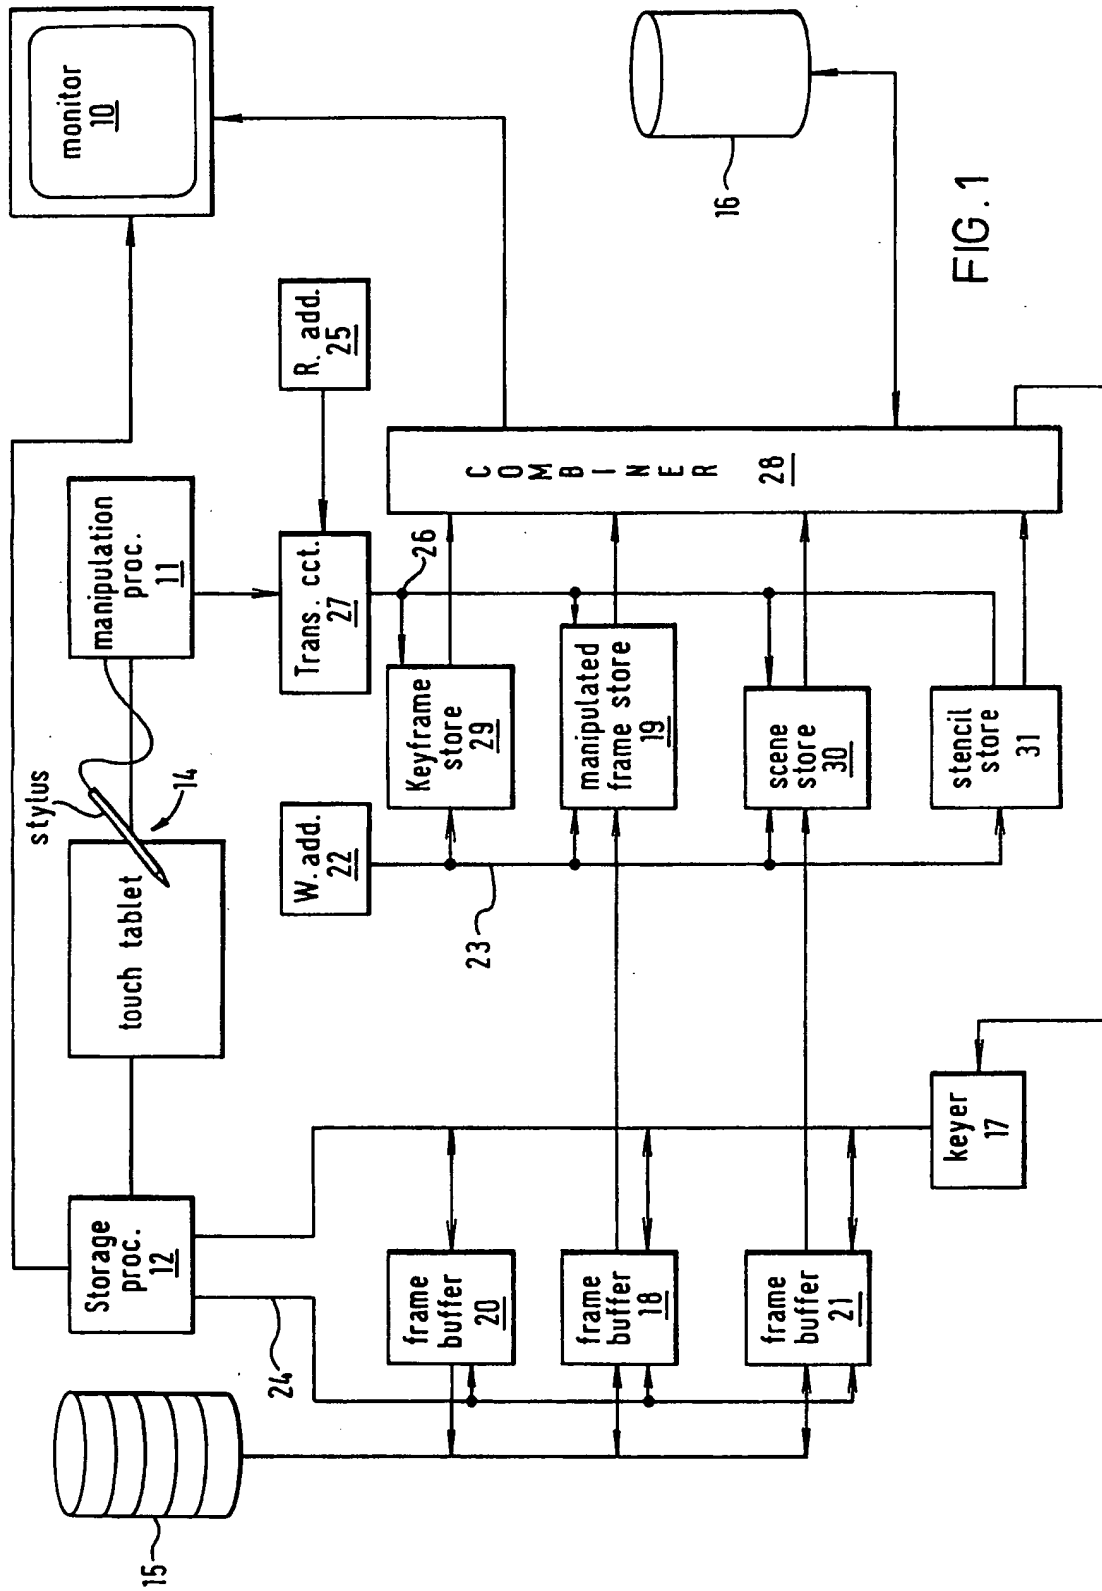 15
Storage
proc.
12
24
touch tablet
stylus
14
manipulation
proc.
11
monitor
10
W. add.
22
23
Trans. cct.
27
R. add.
25
26
frame
buffer
20
frame
buffer
18
frame
buffer
21
keyer
17
Keyframe
store
29
manipulated
frame store
19
scene
store
30
stencil
store
31
COMBINER
28
16
FIG. 1